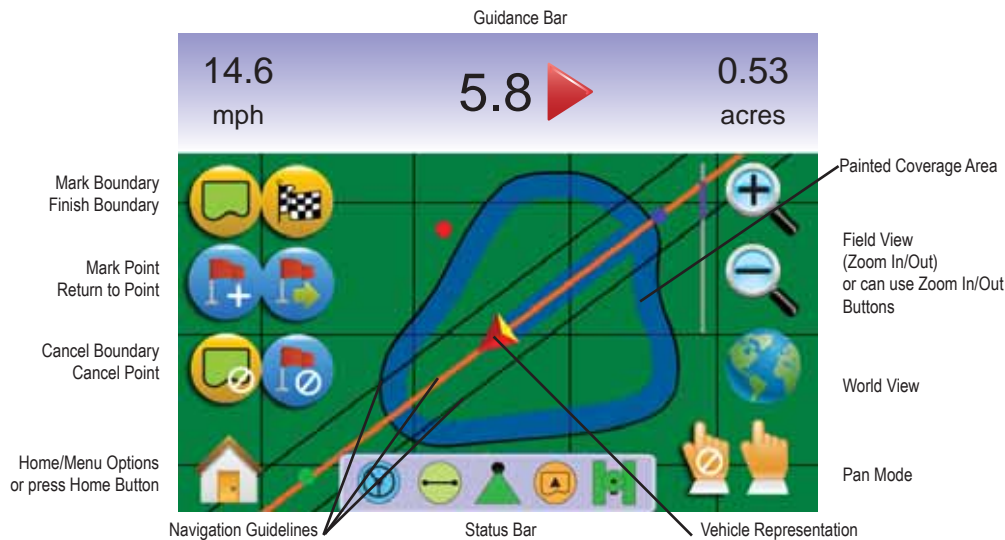 Guidance Bar
14.6
mph
5.8
0.53
acres
Mark Boundary
Finish Boundary
Mark Point
Return to Point
Cancel Boundary
Cancel Point
Home/Menu Options
or press Home Button
Painted Coverage Area
Field View
(Zoom In/Out)
or can use Zoom In/Out
Buttons
World View
Pan Mode
Navigation Guidelines
Status Bar
Vehicle Representation